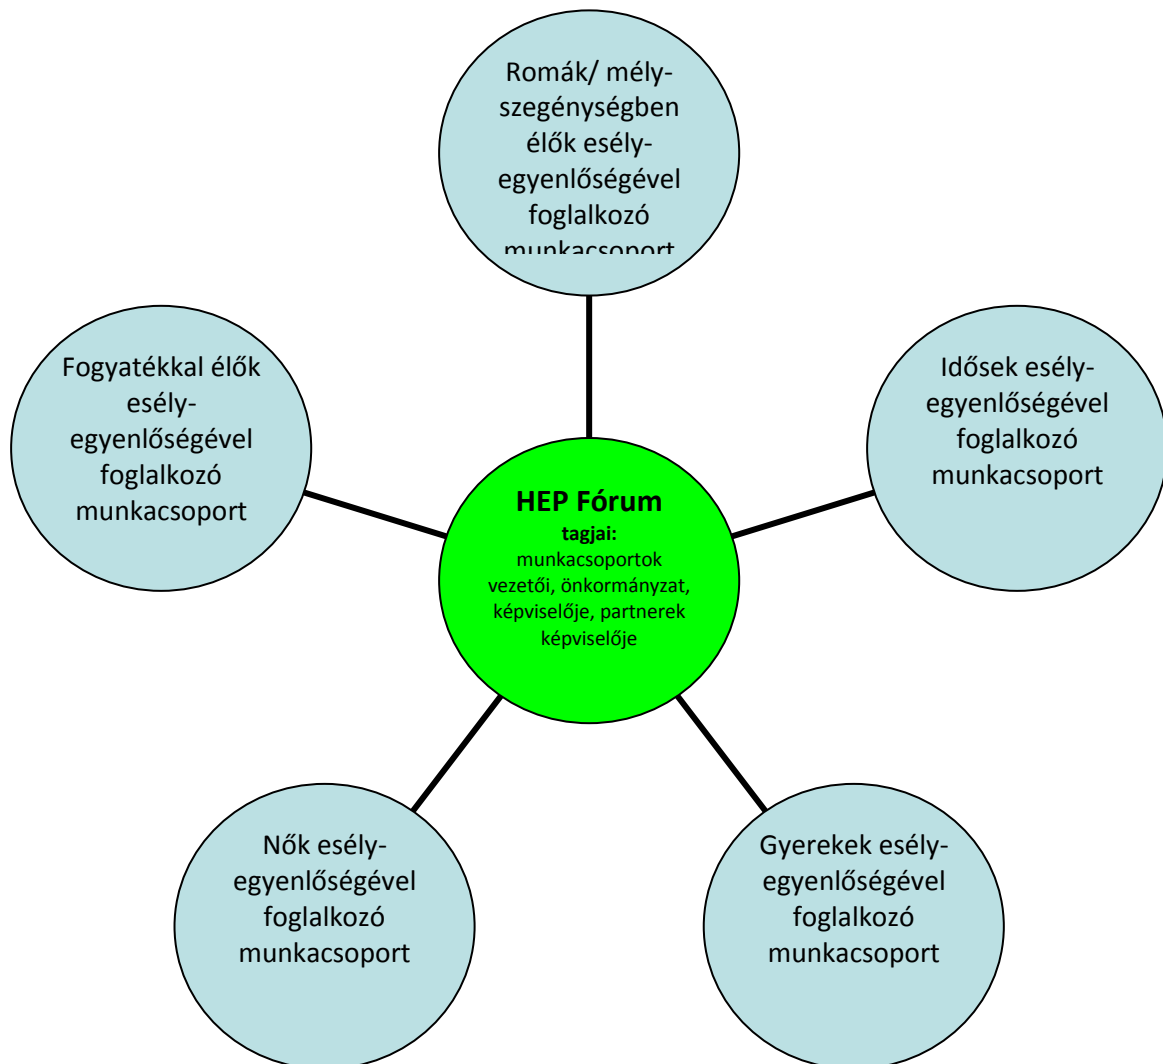 Romák/ mély-
szegénységben
élők esély-
egyenlőségével
foglalkozó
munkacsoport
Fogyatékkal élők
esély-
egyenlőségével
foglalkozó
munkacsoport
Idősek esély-
egyenlőségével
foglalkozó
munkacsoport
HEP Fórum
tagjai:
munkacsoportok
vezetői, önkormányzat,
képviselője, partnerek
képviselője
Nők esély-
egyenlőségével
foglalkozó
munkacsoport
Gyerekek esély-
egyenlőségével
foglalkozó
munkacsoport